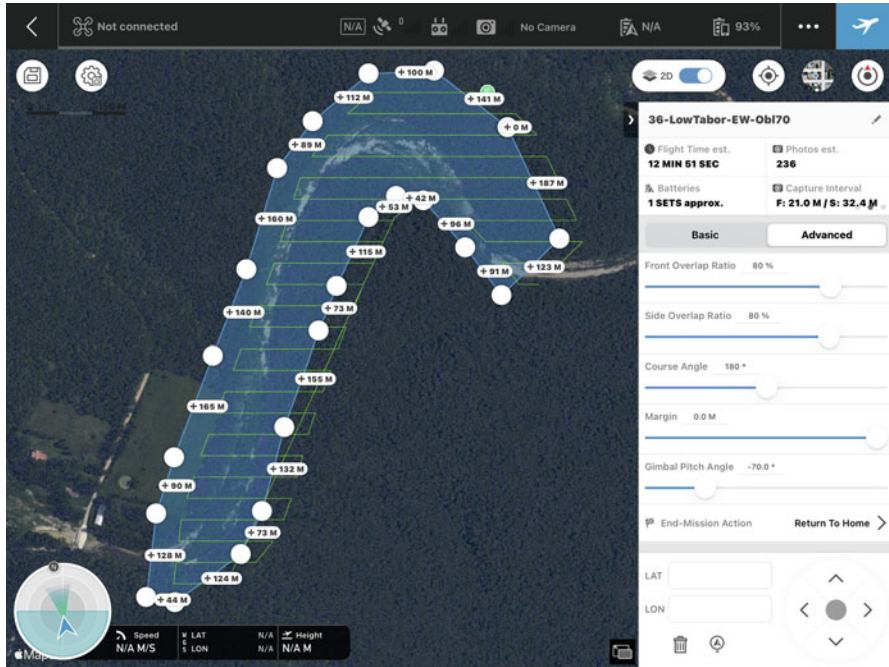 Not connected
N/A
0
No Camera
N/A
93%
2D
36-LowTabor-EW-Obl70
Flight Time est.
12 MIN 51 SEC
Photos est.
236
Batteries
1 SETS approx.
Capture Interval
F: 21.0 M / S: 32.4 M
Basic
Advanced
Front Overlap Ratio 80 %
Side Overlap Ratio 80 %
Course Angle 180 °
Margin 0.0 M
Gimbal Pitch Angle -70.0 °
End-Mission Action Return To Home
LAT
LON
+ 100 M
+ 141 M
+ 112 M
+ 0 M
+ 89 M
+ 187 M
+ 42 M
+ 53 M
+ 160 M
+ 96 M
+ 115 M
+ 123 M
+ 91 M
+ 140 M
+ 73 M
+ 155 M
+ 165 M
+ 132 M
+ 90 M
+ 73 M
+ 128 M
+ 124 M
+ 44 M
N
Speed
N/A M/S
WGS
LAT N/A
LON N/A
Height
N/A M